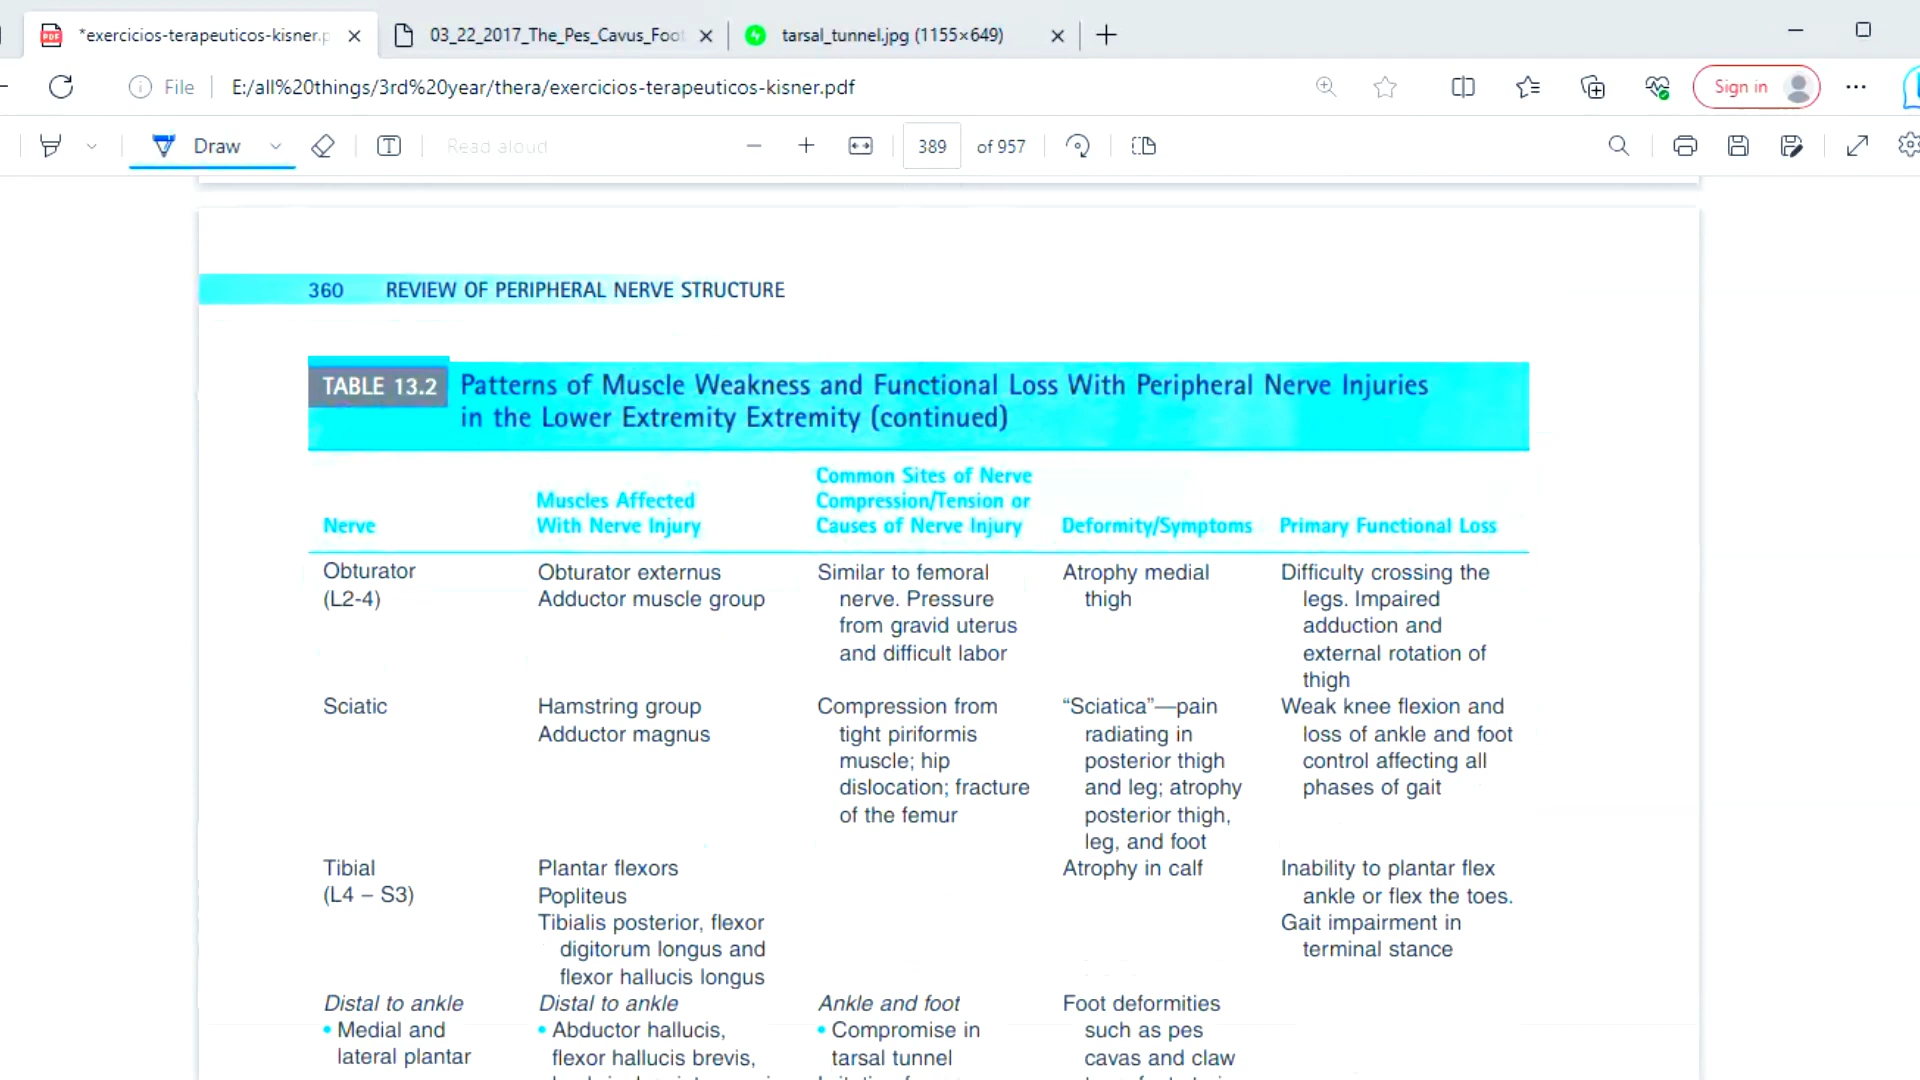 *exercicios-terapeuticos-kisner.p
03_22_2017_The_Pes_Cavus_Foot
tarsal_tunnel.jpg (1155×649)
File
E:/all%20things/3rd%20year/thera/exercicios-terapeuticos-kisner.pdf
Sign in
Draw
Read aloud
389
of 957
360 REVIEW OF PERIPHERAL NERVE STRUCTURE
TABLE 13.2 Patterns of Muscle Weakness and Functional Loss With Peripheral Nerve Injuries
in the Lower Extremity Extremity (continued)
Nerve
Muscles Affected
With Nerve Injury
Common Sites of Nerve
Compression/Tension or
Causes of Nerve Injury
Deformity/Symptoms
Primary Functional Loss
Obturator
(L2-4)
Obturator externus
Adductor muscle group
Similar to femoral
nerve. Pressure
from gravid uterus
and difficult labor
Atrophy medial
thigh
Difficulty crossing the
legs. Impaired
adduction and
external rotation of
thigh
Sciatic
Hamstring group
Adductor magnus
Compression from
tight piriformis
muscle; hip
dislocation; fracture
of the femur
“Sciatica”—pain
radiating in
posterior thigh
and leg; atrophy
posterior thigh,
leg, and foot
Weak knee flexion and
loss of ankle and foot
control affecting all
phases of gait
Tibial
(L4 – S3)
Plantar flexors
Popliteus
Tibialis posterior, flexor
digitorum longus and
flexor hallucis longus
Atrophy in calf
Inability to plantar flex
ankle or flex the toes.
Gait impairment in
terminal stance
Distal to ankle
• Medial and
lateral plantar
Distal to ankle
• Abductor hallucis,
flexor hallucis brevis,
Ankle and foot
• Compromise in
tarsal tunnel
Foot deformities
such as pes
cavas and claw